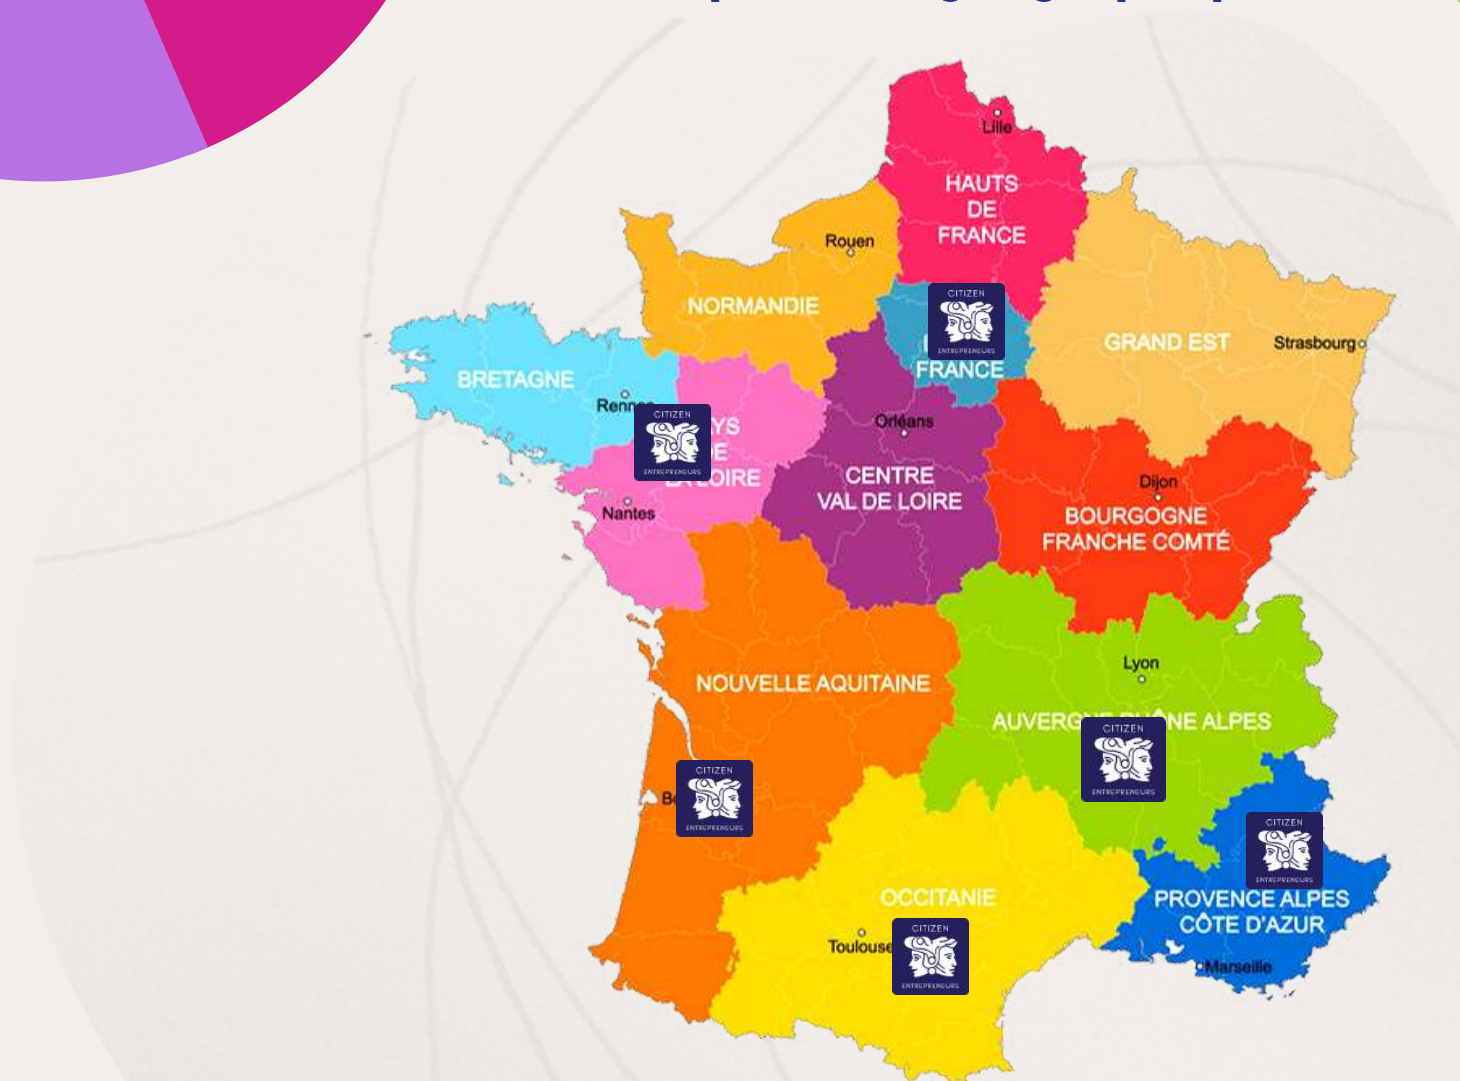 Lille
HAUTS
DE
FRANCE
Rouen
NORMANDIE
CITIZEN
ENTREPRENEURS
FRANCE
GRAND EST
Strasbourg
BRETAGNE
CITIZEN
ENTREPRENEURS
Orléans
CENTRE
VAL DE LOIRE
Nantes
Dijon
BOURGOGNE
FRANCHE COMTÉ
Lyon
NOUVELLE AQUITAINE
ALPES
CITIZEN
ENTREPRENEURS
CITIZEN
ENTREPRENEURS
CITIZEN
ENTREPRENEURS
OCCITANIE
PROVENCE ALPES
CÔTE D'AZUR
Toulouse
CITIZEN
ENTREPRENEURS
Marseille